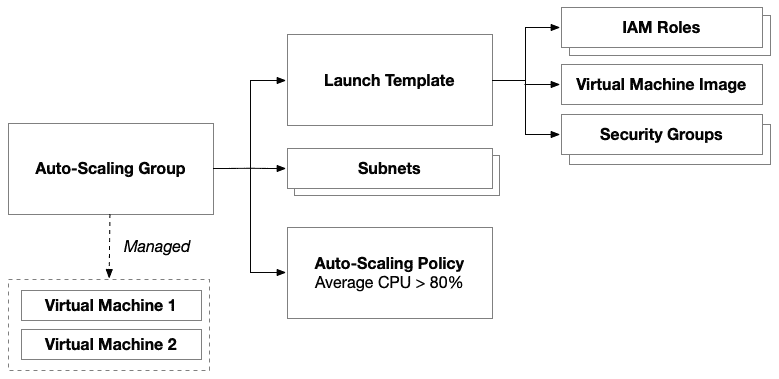 IAM Roles
Launch Template
Virtual Machine Image
Security Groups
Auto-Scaling Group
Subnets
Managed
Auto-Scaling Policy
Average CPU > 80%
Virtual Machine 1
Virtual Machine 2